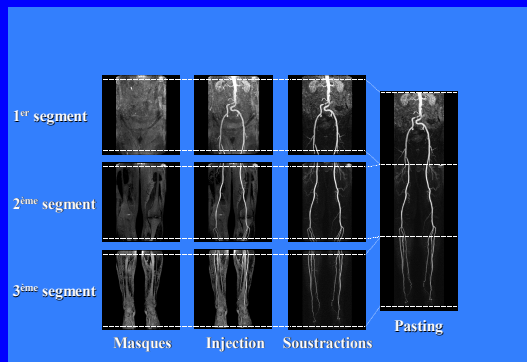 1er segment
2ème segment
3ème segment
Masques Injection Soustractions Pasting